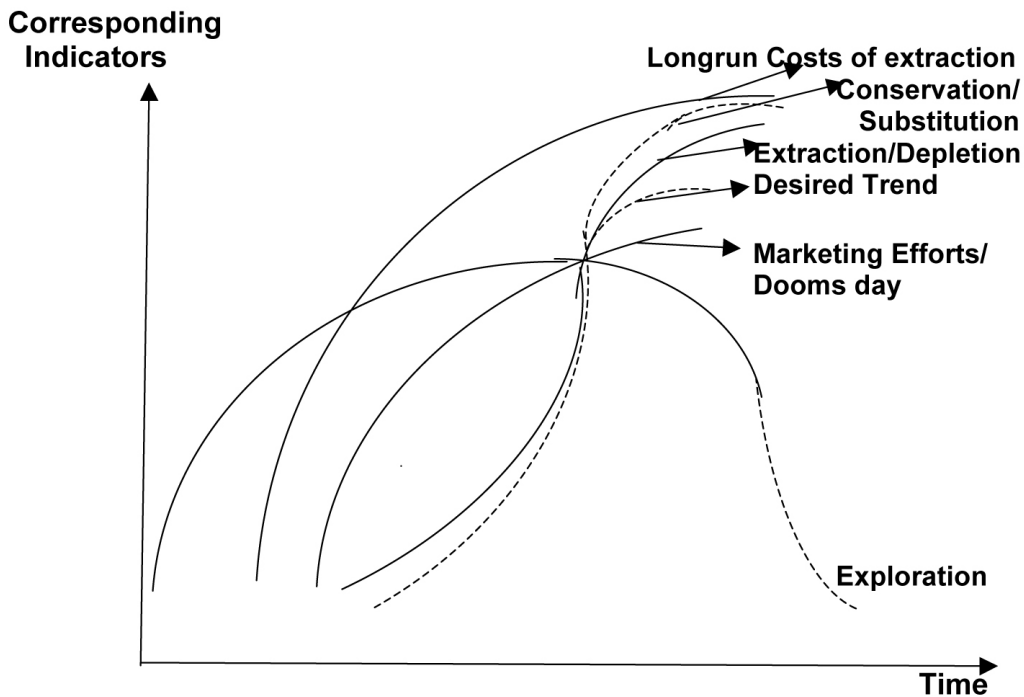 Corresponding
Indicators
Longrun Costs of extraction
Conservation/
Substitution
Extraction/Depletion
Desired Trend
Marketing Efforts/
Dooms day
Exploration
Time